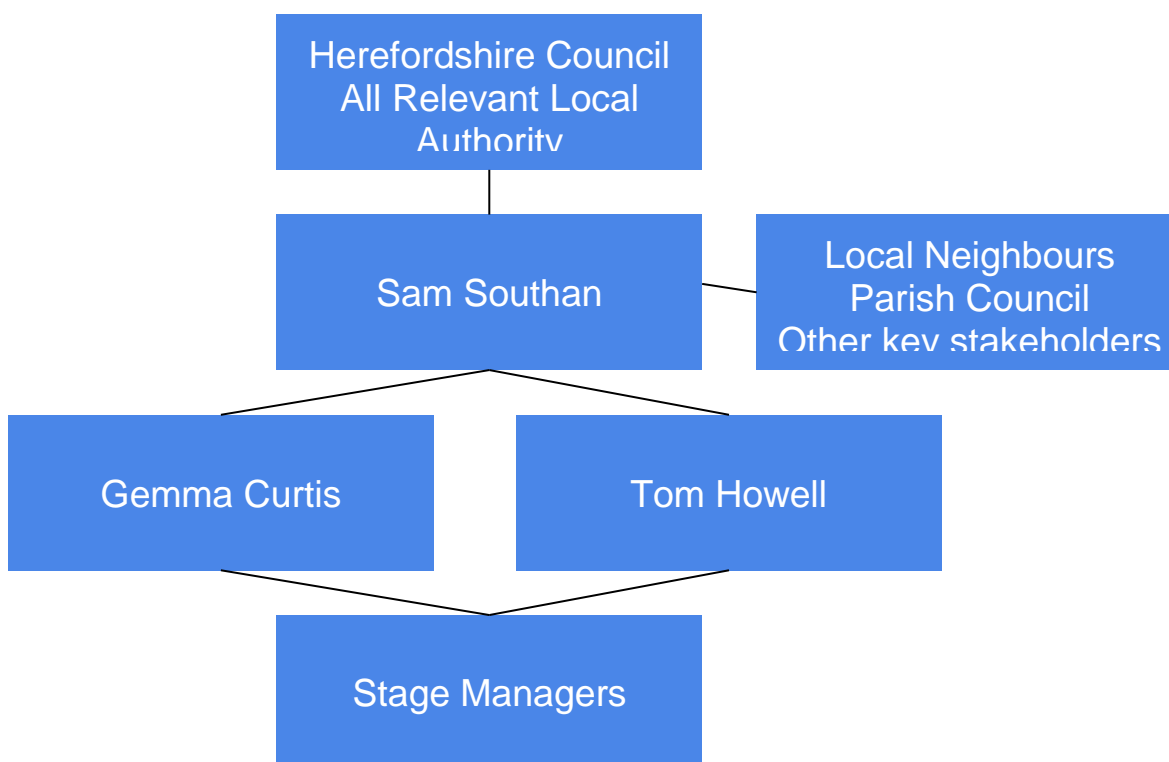 Herefordshire Council
All Relevant Local
Authority
Sam Southan
Local Neighbours
Parish Council
Other key stakeholders
Gemma Curtis
Tom Howell
Stage Managers